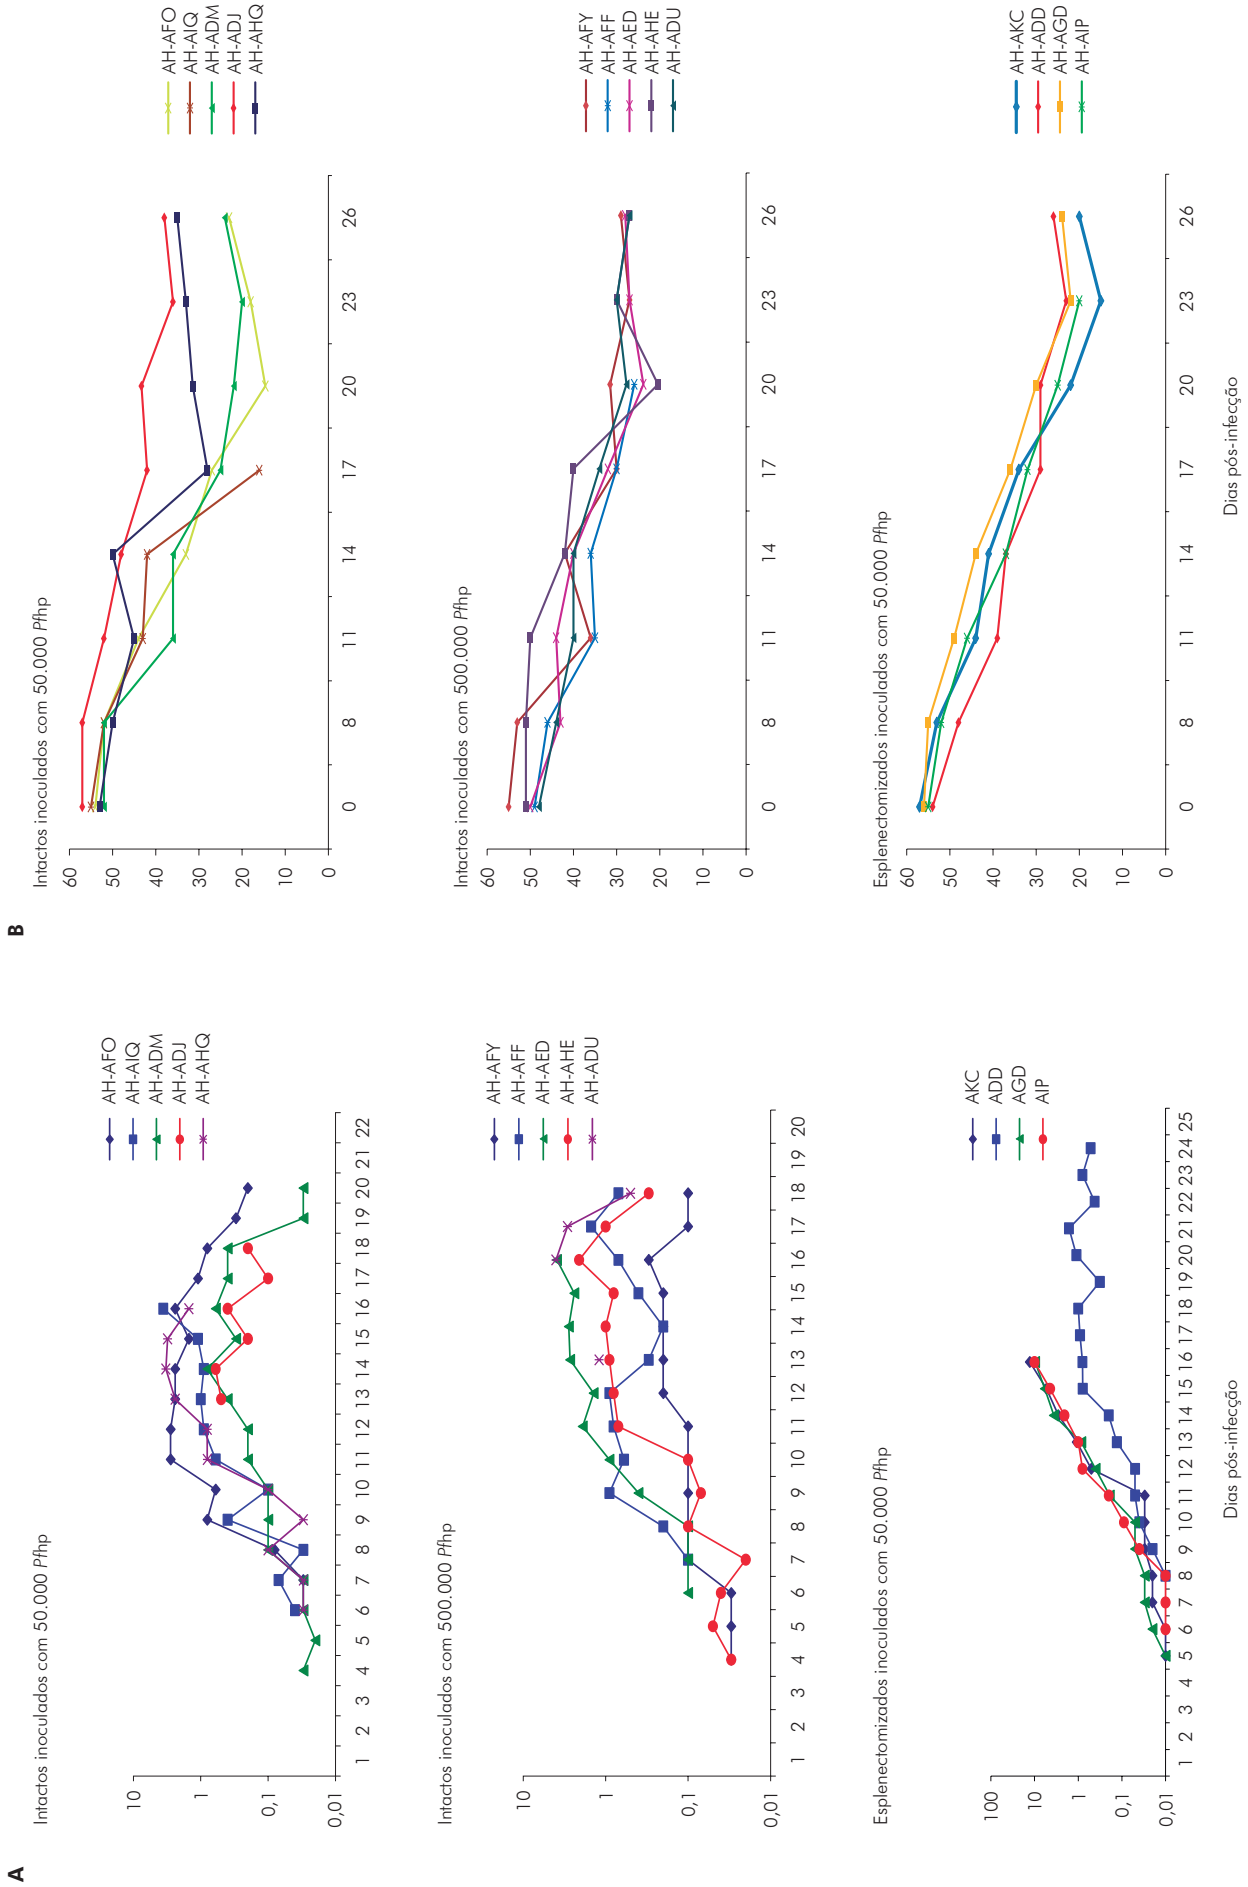 A
Intactos inoculados com 50.000 Pfhp
10
1
0,1
0,01
1 2 3 4 5 6 7 8 9 10 11 12 13 14 15 16 17 18 19 20 21 22
AH-AFO
AH-AIQ
AH-ADM
AH-ADJ
AH-AHQ
Intactos inoculados com 500.000 Pfhp
10
1
0,1
0,01
1 2 3 4 5 6 7 8 9 10 11 12 13 14 15 16 17 18 19 20
AH-AFY
AH-AFF
AH-AED
AH-AHE
AH-ADU
Esplenectomizados inoculados com 50.000 Pfhp
100
10
1
0,1
0,01
1 2 3 4 5 6 7 8 9 10 11 12 13 14 15 16 17 18 19 20 21 22 23 24 25
AKC
ADD
AGD
AIP
Dias pós-infecção
B
Intactos inoculados com 50.000 Pfhp
60
50
40
30
20
10
0
0 8 11 14 17 20 23 26
AH-AFO
AH-AIQ
AH-ADM
AH-ADJ
AH-AHQ
Intactos inoculados com 500.000 Pfhp
60
50
40
30
20
10
0
0 8 11 14 17 20 23 26
AH-AFY
AH-AFF
AH-AED
AH-AHE
AH-ADU
Esplenectomizados inoculados com 50.000 Pfhp
60
50
40
30
20
10
0
0 8 11 14 17 20 23 26
AH-AKC
AH-ADD
AH-AGD
AH-AIP
Dias pós-infecção